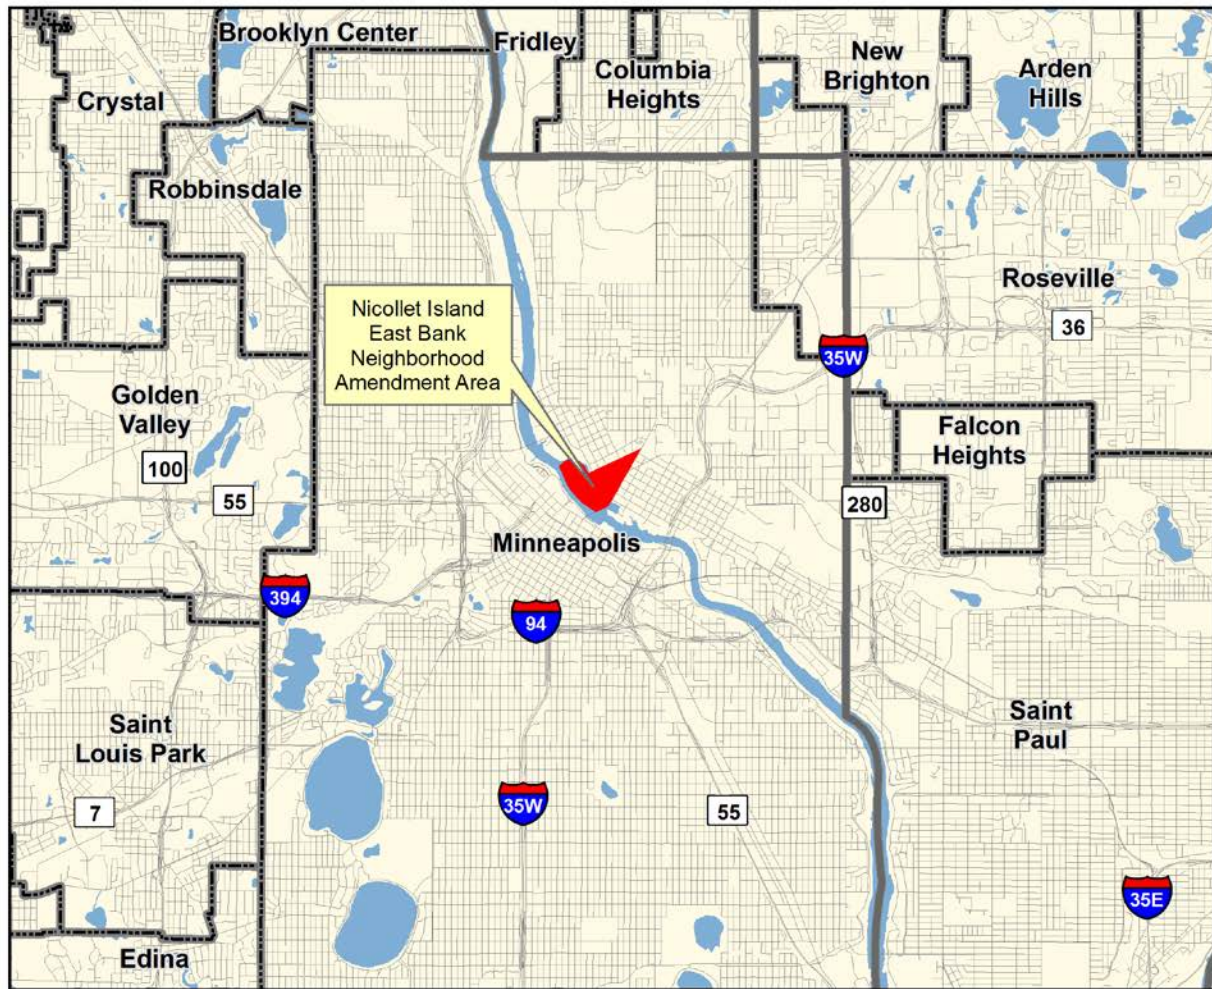 Brooklyn Center
Fridley
Columbia
Heights
New
Brighton
Arden
Hills
Crystal
Robbinsdale
Roseville
36
Nicollet Island
East Bank
Neighborhood
Amendment Area
35W
Golden
Valley
100
55
Falcon
Heights
280
Minneapolis
394
94
Saint
Louis Park
7
35W
55
Saint
Paul
35E
Edina